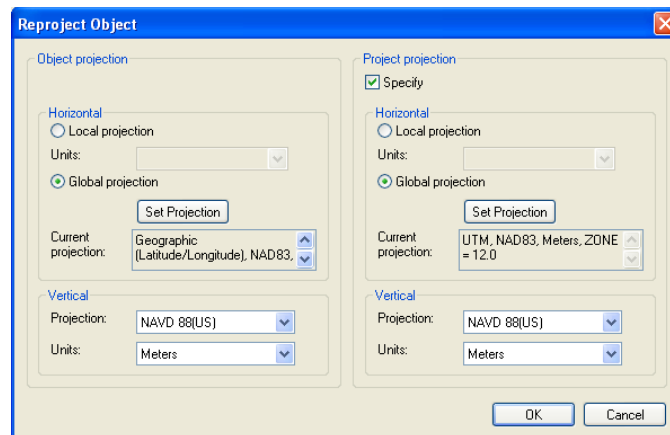 Reproject Object
Object projection
Horizontal
Local projection
Units:
Global projection
Set Projection
Current projection:
Geographic
(Latitude/Longitude), NAD83,
Vertical
Projection:
NAVD 88(US)
Units:
Meters
Project projection
Specify
Horizontal
Local projection
Units:
Global projection
Set Projection
Current projection:
UTM, NAD83, Meters, ZONE
= 12.0
Vertical
Projection:
NAVD 88(US)
Units:
Meters
OK
Cancel